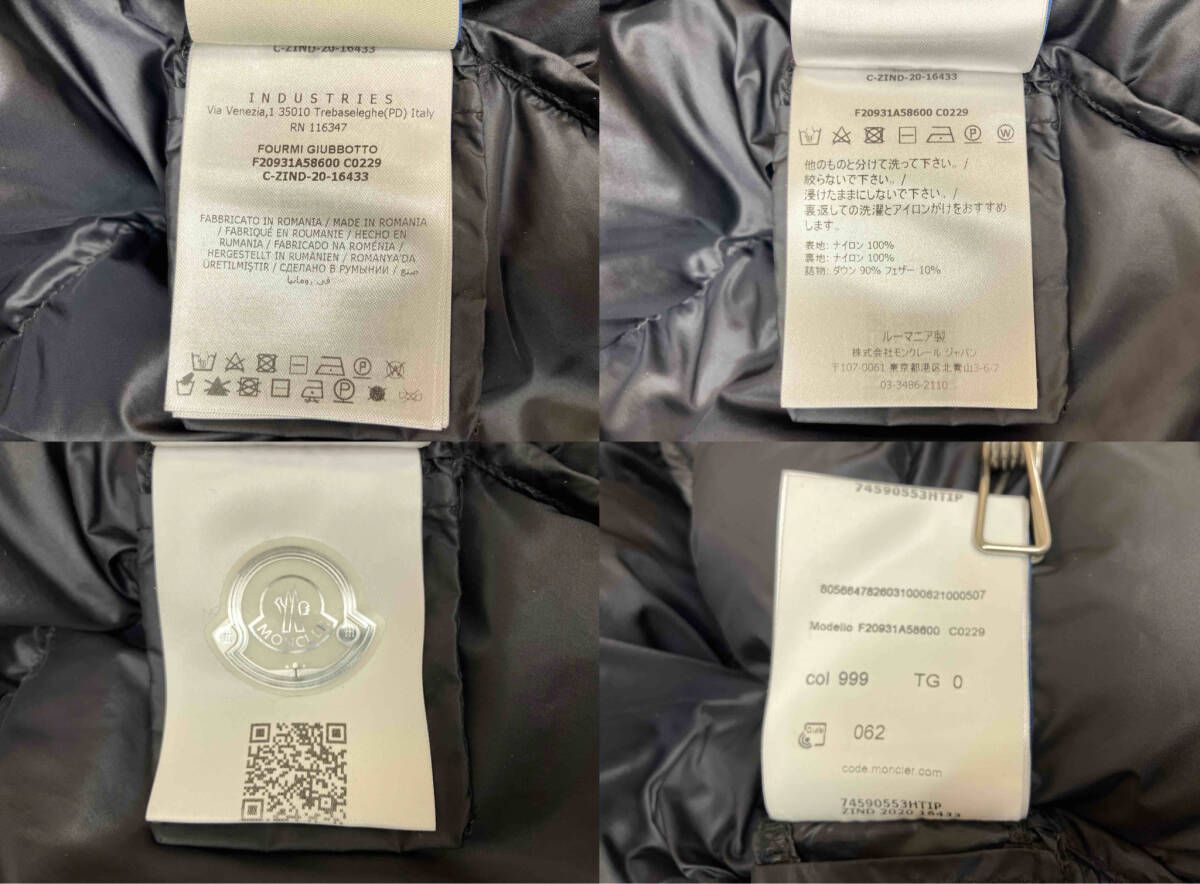 C-ZIND-20-16433
INDUSTRIES
Via Venezia,1 35010 Trebaseleghe(PD) Italy
RN 116347
FOURMI GIUBBOTTO
F20931A58600 C0229
C-ZIND-20-16433
FABBRICATO IN ROMANIA / MADE IN ROMANIA
/ FABRIQUÉ EN ROUMANIE / HECHO EN
RUMANIA / FABRICADO NA ROMÉNIA /
HERGESTELLT IN RUMÄNIEN / ROMANYA'DA
ÜRETILMIŞTIR / СДЕЛАНО В РУМЫНИИ / صنع
في رومانيا
C-ZIND-20-16433
F20931A58600 C0229
他のものと分けて洗って下さい。/
絞らないで下さい。/
浸けたままにしないで下さい。/
裏返しての洗濯とアイロンがけをおすすめ
します。
表地: ナイロン 100%
裏地: ナイロン 100%
詰物: ダウン 90% フェザー 10%
ルーマニア製
株式会社モンクレール ジャパン
〒107-0061 東京都港区北青山3-6-7
03-3486-2110
MONCLER
74590553HTIP
8056647826031000621000507
Modello F20931A58600 C0229
col 999 TG 0
062
code.moncler.com
74590553HTIP
ZIND 2020 16433